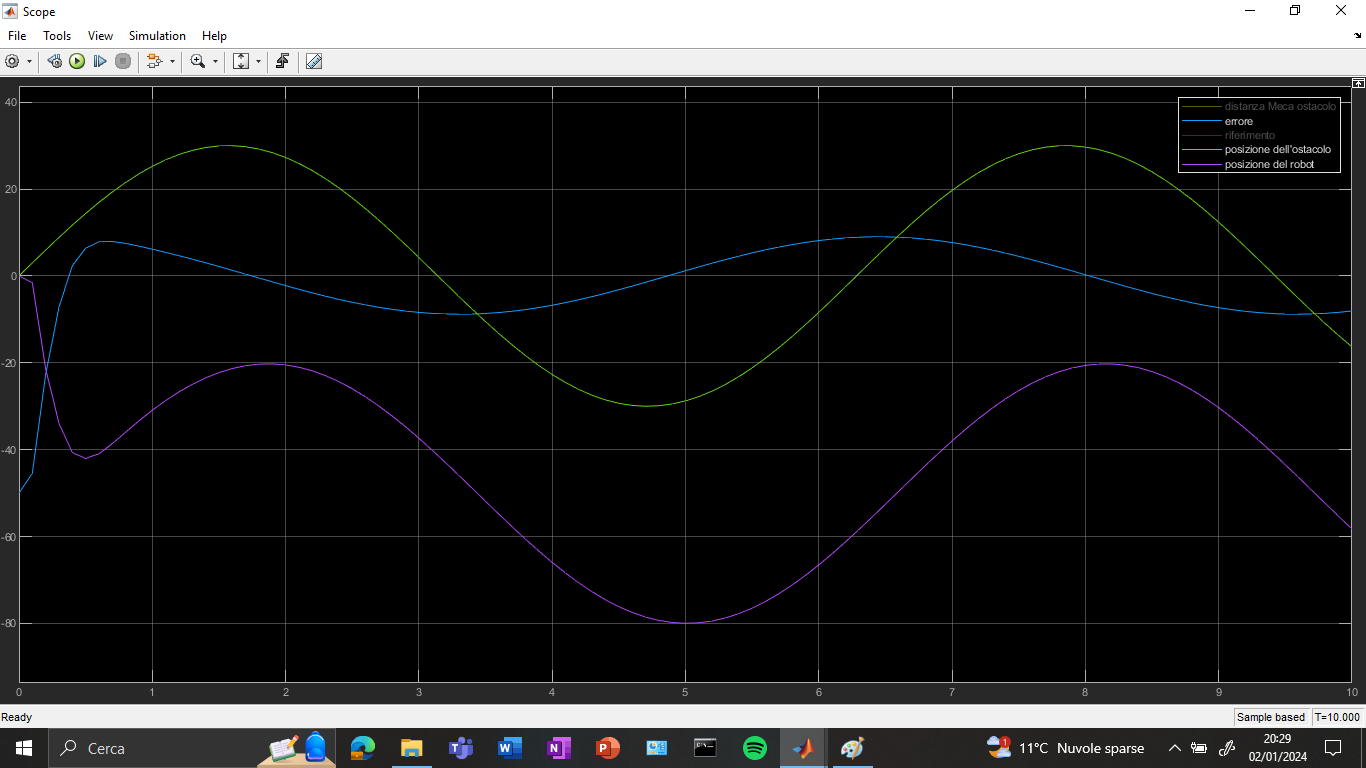 Scope
File Tools View Simulation Help
distanza Meca ostacolo
errore
riferimento
posizione dell'ostacolo
posizione del robot
40
20
0
-20
-40
-60
-80
0 1 2 3 4 5 6 7 8 9 10
Ready
Sample based T=10.000
Cerca
1
11°C Nuvole sparse
20:29
02/01/2024